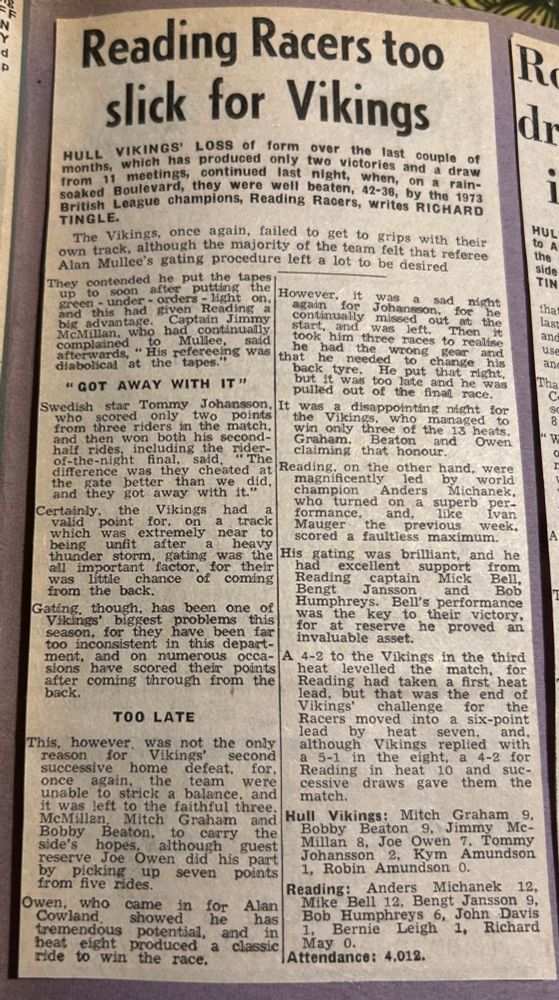 Reading Racers too
slick for Vikings
HULL VIKINGS' LOSS of form over the last couple of
months, which has produced only two victories and a draw
from 11 meetings, continued last night, when, on a rain-
soaked Boulevard, they were well beaten, 42-36, by the 1973
British League champions, Reading Racers, writes RICHARD
TINGLE.
The Vikings, once again, failed to get to grips with their
own track, although the majority of the team felt that referee
Alan Mullee's gating procedure left a lot to be desired
They contended he put the tapes
up to soon after putting the
green - under - orders - light on,
and this had given Reading a
big advantage. Captain Jimmy
McMillan, who had continually
complained to Mullee, said
afterwards, "His refereeing was
diabolical at the tapes."
"GOT AWAY WITH IT"
Swedish star Tommy Johansson,
who scored only two points
from three riders in the match,
and then won both his second-
half rides, including the rider-
of-the-night final, said, "The
difference was they cheated at
the gate better than we did,
and they got away with it."
Certainly, the Vikings had a
valid point for, on a track
which was extremely near to
being unfit after a heavy
thunder storm, gating was the
all important factor, for their
was little chance of coming
from the back.
Gating, though, has been one of
Vikings' biggest problems this
season, for they have been far
too inconsistent in this depart-
ment, and on numerous occa-
sions have scored their points
after coming through from the
back.
TOO LATE
This, however, was not the only
reason for Vikings' second
successive home defeat, for,
once again, the team were
unable to strick a balance, and
it was left to the faithful three,
McMillan, Mitch Graham and
Bobby Beaton, to carry the
side's hopes, although guest
reserve Joe Owen did his part
by picking up seven points
from five rides.
Owen, who came in for Alan
Cowland, showed he has
tremendous potential, and in
heat eight produced a classic
ride to win the race.
However, it was a sad night
again for Johansson, for he
continually missed out at the
start, and was left. Then it
took him three races to realise
he had the wrong gear and
that he needed to change his
back tyre. He put that right,
but it was too late and he was
pulled out of the final race.
It was a disappointing night for
the Vikings, who managed to
win only three of the 13 heats,
Graham, Beaton and Owen
claiming that honour.
Reading, on the other hand, were
magnificently led by world
champion Anders Michanek,
who turned on a superb per-
formance, and, like Ivan
Mauger the previous week,
scored a faultless maximum.
His gating was brilliant, and he
had excellent support from
Reading captain Mick Bell,
Bengt Jansson and Bob
Humphreys. Bell's performance
was the key to their victory,
for at reserve he proved an
invaluable asset.
A 4-2 to the Vikings in the third
heat levelled the match, for
Reading had taken a first heat
lead, but that was the end of
Vikings' challenge for the
Racers moved into a six-point
lead by heat seven, and,
although Vikings replied with
a 5-1 in the eight, a 4-2 for
Reading in heat 10 and suc-
cessive draws gave them the
match.
Hull Vikings: Mitch Graham 9,
Bobby Beaton 9, Jimmy Mc-
Millan 8, Joe Owen 7, Tommy
Johansson 2, Kym Amundson
1, Robin Amundson 0.
Reading: Anders Michanek 12,
Mike Bell 12, Bengt Jansson 9,
Bob Humphreys 6, John Davis
1, Bernie Leigh 1, Richard
May 0.
Attendance: 4,012.